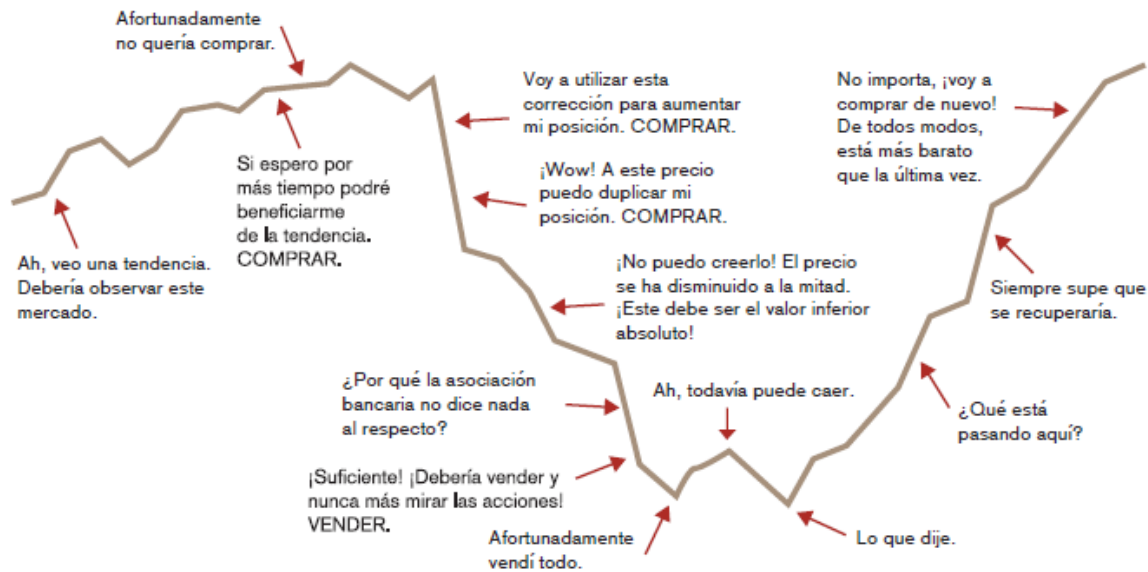 Afortunadamente
no quería comprar.
Ah, veo una tendencia.
Debería observar este
mercado.
Si espero por
más tiempo podré
beneficiarme
de la tendencia.
COMPRAR.
Voy a utilizar esta
corrección para aumentar
mi posición. COMPRAR.
¡Wow! A este precio
puedo duplicar mi
posición. COMPRAR.
¡No puedo creerlo! El precio
se ha disminuido a la mitad.
¡Este debe ser el valor inferior
absoluto!
¿Por qué la asociación
bancaria no dice nada
al respecto?
¡Suficiente! ¡Debería vender y
nunca más mirar las acciones!
VENDER.
Afortunadamente
vendí todo.
Ah, todavía puede caer.
Lo que dije.
¿Qué está
pasando aquí?
Siempre supe que
se recuperaría.
No importa, ¡voy a
comprar de nuevo!
De todos modos,
está más barato
que la última vez.